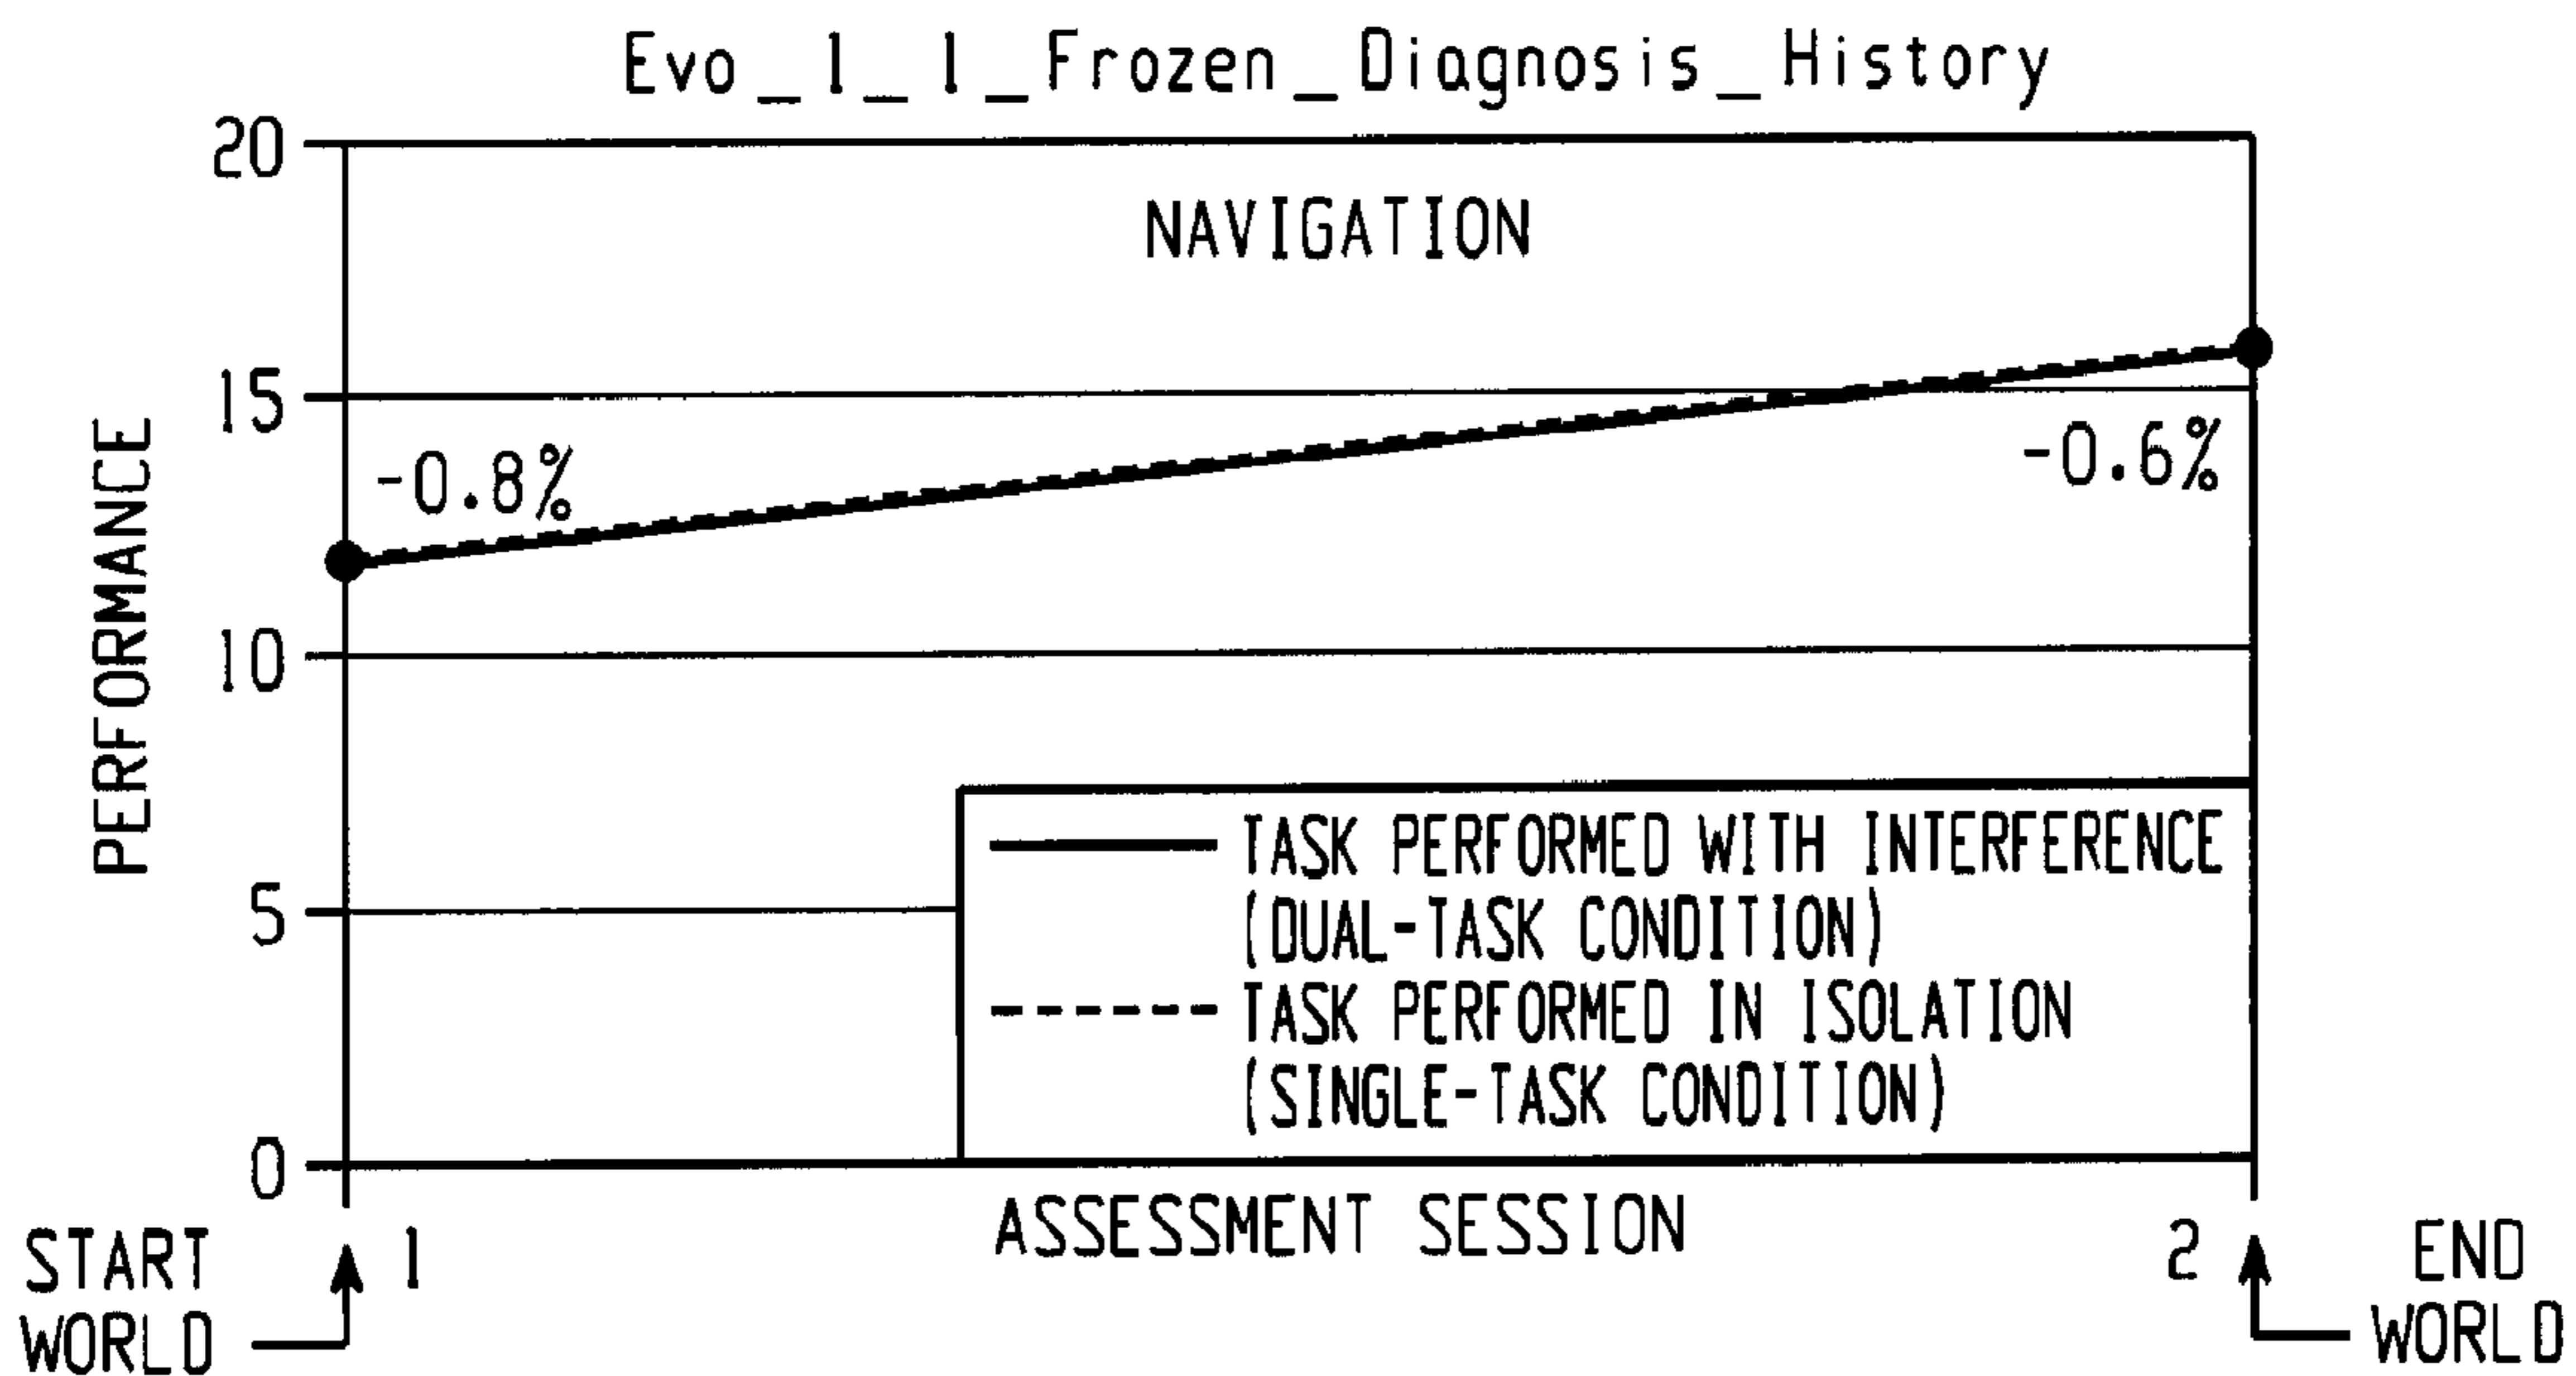 Evo_1_1_Frozen_Diagnosis_History
20
NAVIGATION
15
-0.8%
-0.6%
PERFORMANCE
10
TASK PERFORMED WITH INTERFERENCE
(DUAL-TASK CONDITION)
5
TASK PERFORMED IN ISOLATION
(SINGLE-TASK CONDITION)
0
ASSESSMENT SESSION
START
WORLD
1
2
END
WORLD